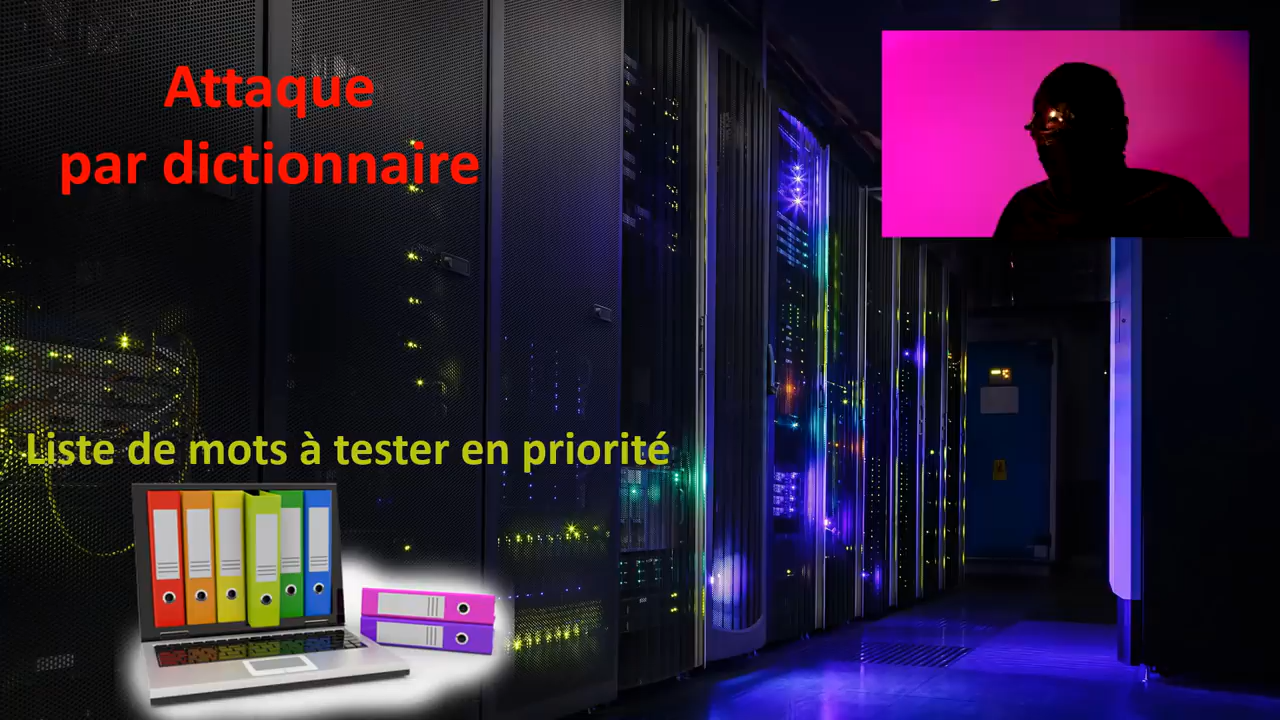 Attaque
par dictionnaire
Liste de mots à tester en priorité